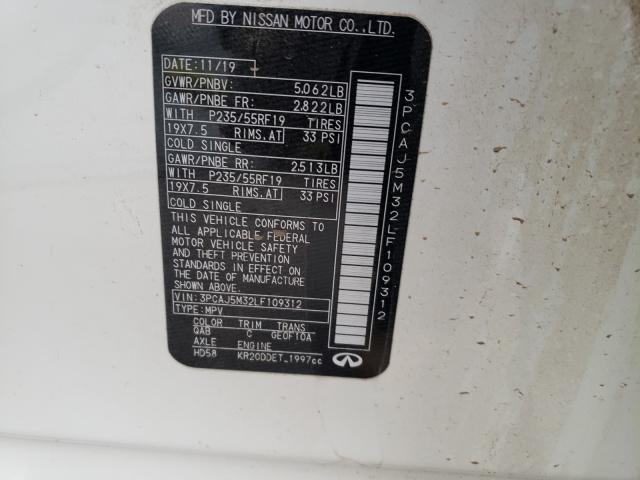 MFD BY NISSAN MOTOR CO.,LTD.
DATE: 11/19
GVWR/PNBV: 5.062LB
GAWR/PNBE FR: 2.822LB
WITH P235/55RF19 TIRES
19X7.5 RIMS.AT 33 PSI
COLD SINGLE
GAWR/PNBE RR: 2.513LB
WITH P235/55RF19 TIRES
19X7.5 RIMS.AT 33 PSI
COLD SINGLE
THIS VEHICLE CONFORMS TO
ALL APPLICABLE FEDERAL
MOTOR VEHICLE SAFETY
AND THEFT PREVENTION
STANDARDS IN EFFECT ON
THE DATE OF MANUFACTURE
SHOWN ABOVE.
VIN: 3PCAJ5M32LF109312
TYPE: MPV
COLOR TRIM TRANS
QAB C GE0F10A
AXLE ENGINE
HD58 KR20DDET_1997cc
3PCAJ5M32LF109312